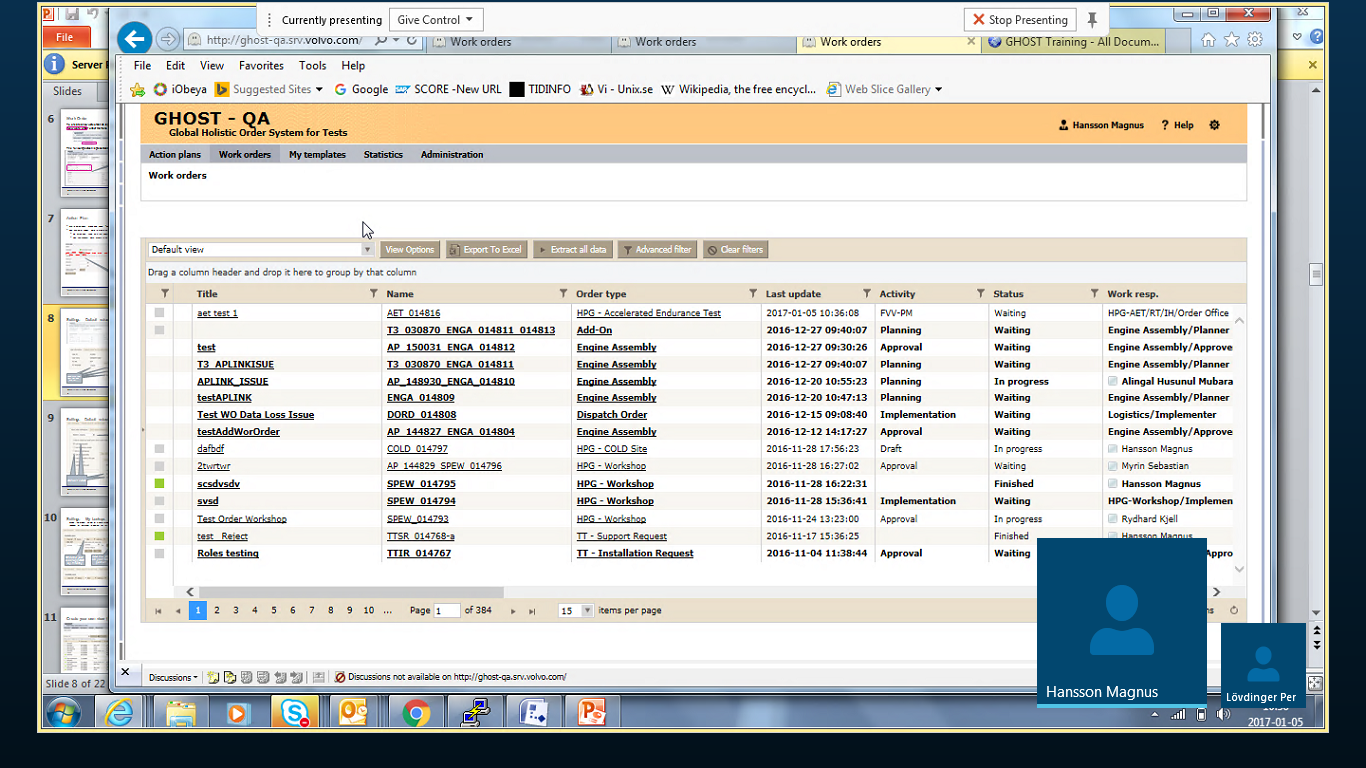 Currently presenting Give Control Stop Presenting
File
http://ghost-qa.srv.volvo.com/ Work orders Work orders Work orders GHOST Training - All Docum...
Server
File Edit View Favorites Tools Help
iObeya Suggested Sites Google SCORE -New URL TIDINFO Vi - Unix.se Wikipedia, the free encycl... Web Slice Gallery
Slides
GHOST - QA
Global Holistic Order System for Tests
Hansson Magnus ? Help
Action plans Work orders My templates Statistics Administration
Work orders
Default view View Options Export To Excel Extract all data Advanced filter Clear filters
Drag a column header and drop it here to group by that column
Title Name Order type Last update Activity Status Work resp.
aet test 1 AET_014816 HPG - Accelerated Endurance Test 2017-01-05 10:36:08 FVV-PM Waiting HPG-AET/RT/IH/Order Office
T3_030870_ENGA_014811_014813 Add-On 2016-12-27 09:40:07 Planning Waiting Engine Assembly/Planner
test AP_150031_ENGA_014812 Engine Assembly 2016-12-27 09:30:26 Approval Waiting Engine Assembly/Approve
T3_APLINKISUE T3_030870_ENGA_014811 Engine Assembly 2016-12-27 09:40:07 Planning Waiting Engine Assembly/Planner
APLINK_ISSUE AP_148930_ENGA_014810 Engine Assembly 2016-12-20 10:55:23 Planning In progress Alingal Husunul Mubara
testAPLINK ENGA_014809 Engine Assembly 2016-12-20 10:47:13 Planning Waiting Engine Assembly/Planner
Test WO Data Loss Issue DORD_014808 Dispatch Order 2016-12-15 09:08:40 Implementation Waiting Logistics/Implementer
testAddWorOrder AP_144827_ENGA_014804 Engine Assembly 2016-12-12 14:17:27 Approval Waiting Engine Assembly/Approve
dafbdf COLD_014797 HPG - COLD Site 2016-11-28 17:56:23 Draft In progress Hansson Magnus
2twrtwr AP_144829_SPEW_014796 HPG - Workshop 2016-11-28 16:27:02 Approval Waiting Myrin Sebastian
scsdvsdv SPEW_014795 HPG - Workshop 2016-11-28 16:22:31 Finished Hansson Magnus
svsd SPEW_014794 HPG - Workshop 2016-11-28 15:36:41 Implementation Waiting HPG-Workshop/Implemen
Test Order Workshop SPEW_014793 HPG - Workshop 2016-11-24 13:23:00 Approval In progress Rydhard Kjell
test_Reject TTSR_014768-a TT - Support Request 2016-11-17 15:36:25 Finished Hansson Magnus
Roles testing TTIR_014767 TT - Installation Request 2016-11-04 11:38:44 Approval Waiting Appro
1 2 3 4 5 6 7 8 9 10 ... Page 1 of 384 15 items per page
6
7
8
9
10
11
Discussions Discussions not available on http://ghost-qa.srv.volvo.com/
Slide 8 of 22
Hansson Magnus
Lövdinger Per
2017-01-05